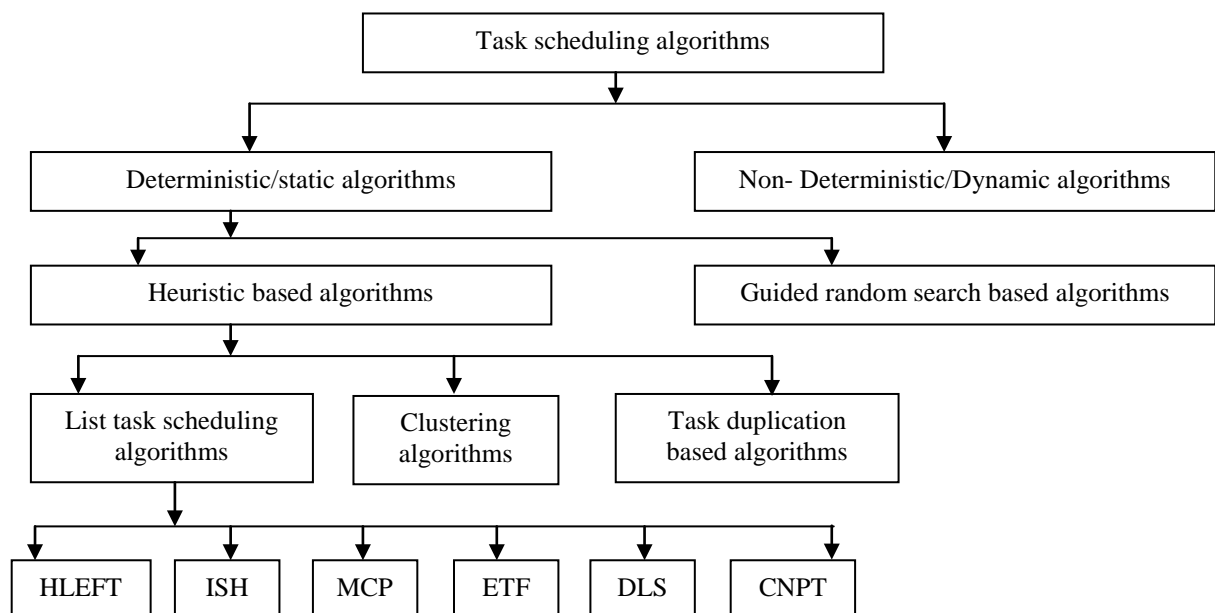 Task scheduling algorithms
Deterministic/static algorithms
Non- Deterministic/Dynamic algorithms
Heuristic based algorithms
Guided random search based algorithms
List task scheduling
algorithms
Clustering
algorithms
Task duplication
based algorithms
HLEFT
ISH
MCP
ETF
DLS
CNPT